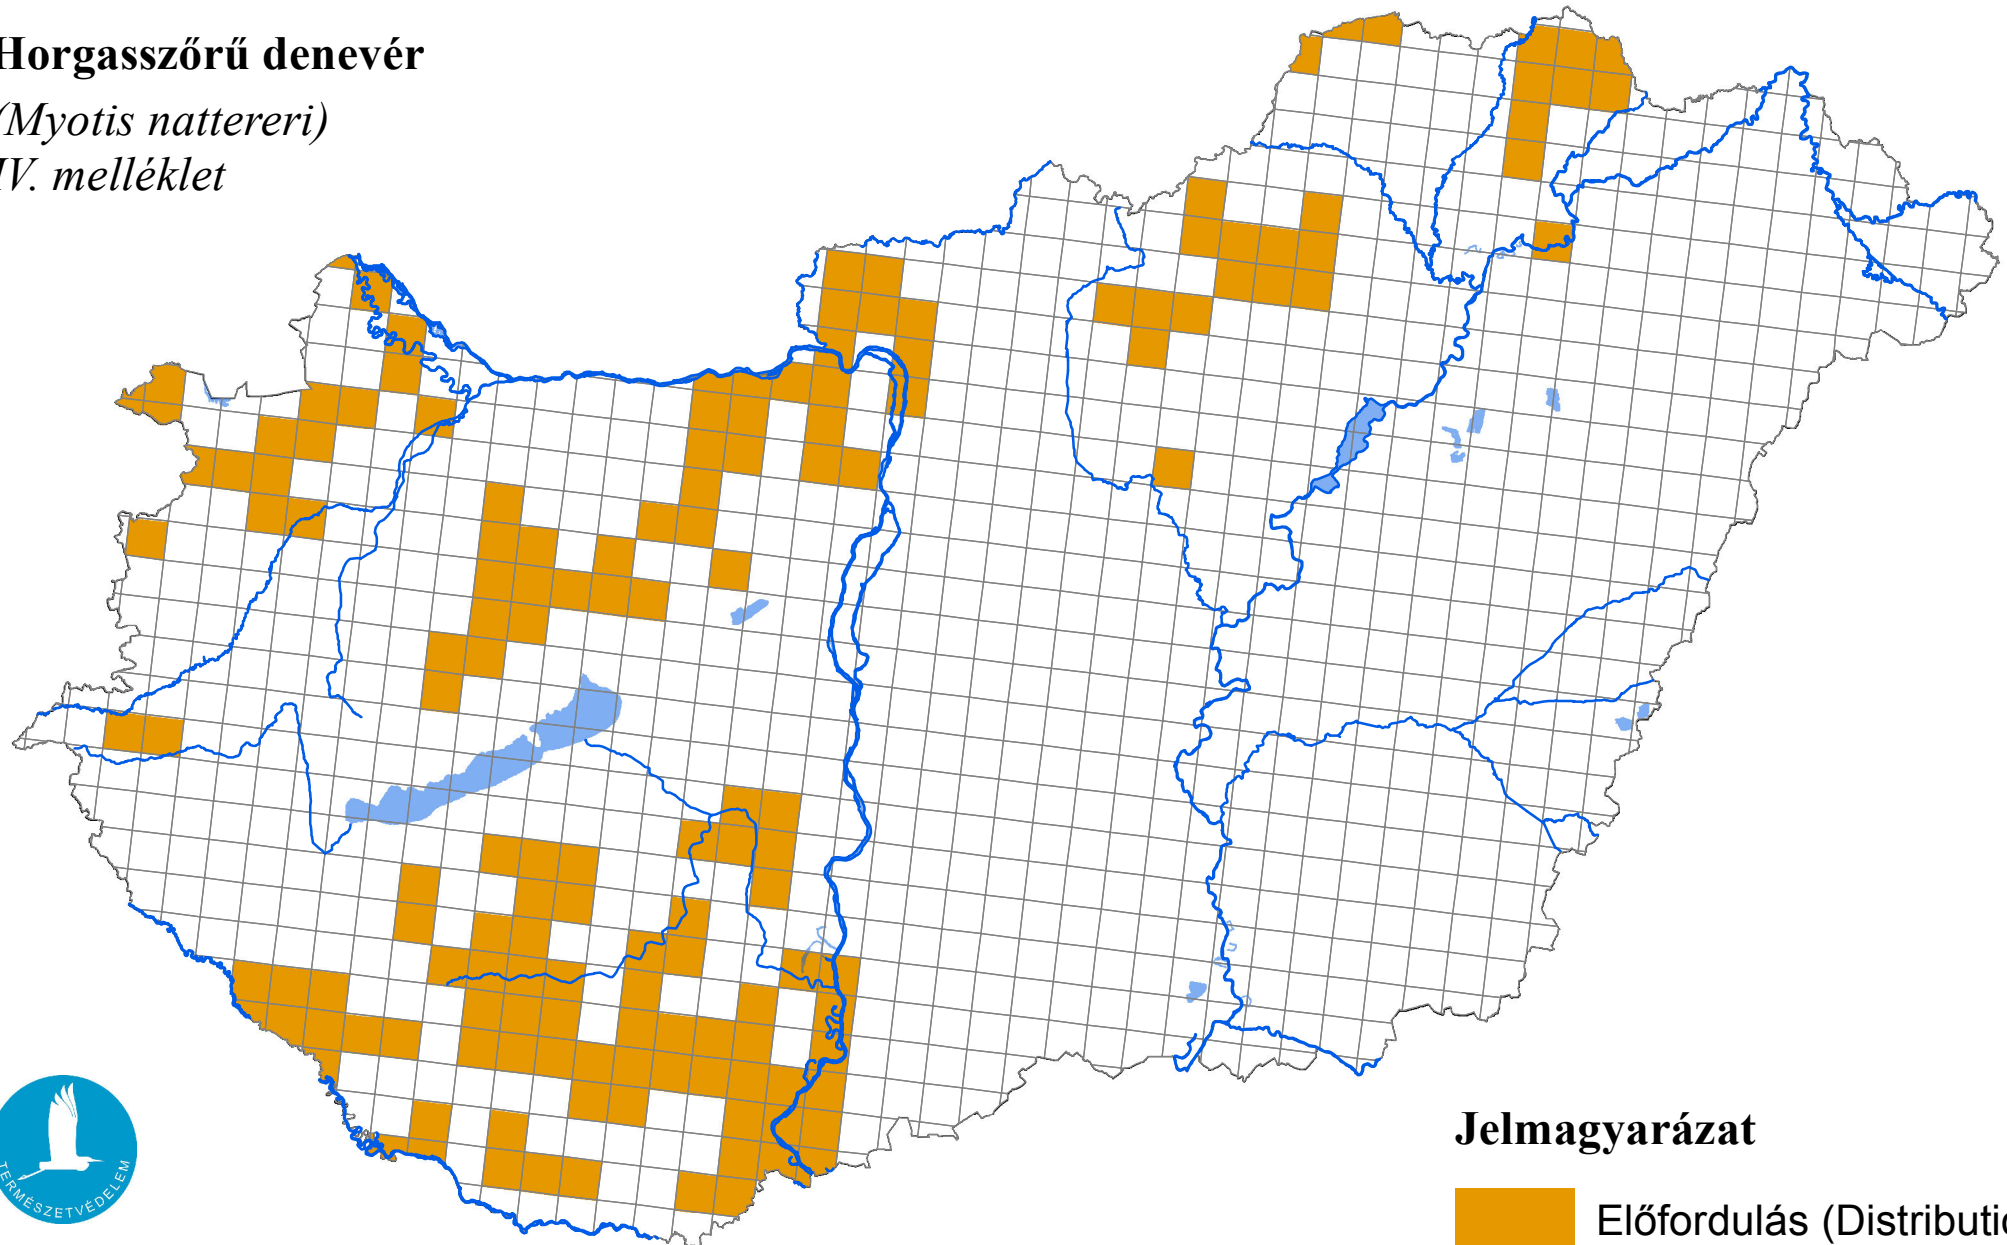 Horgasszőrű denevér
(Myotis nattereri)
IV. melléklet
TERMÉSZETVÉDELEM
Jelmagyarázat
Előfordulás (Distributio